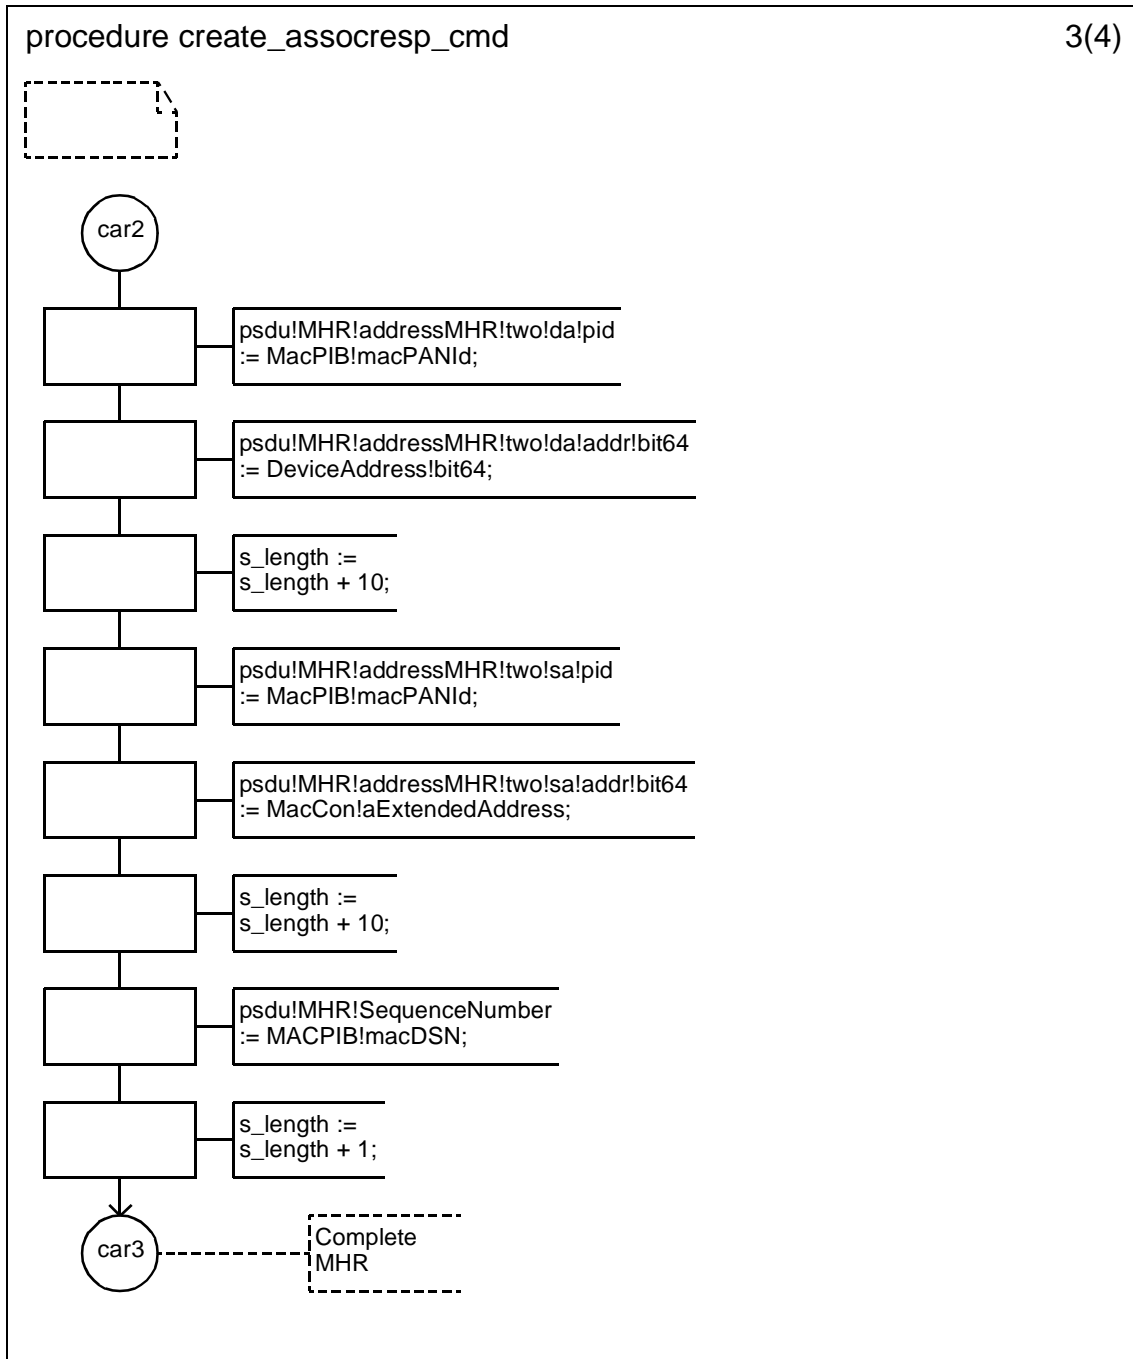 procedure create_assocresp_cmd
3(4)
car2
psdu!MHR!addressMHR!two!da!pid
:= MacPIB!macPANId;
psdu!MHR!addressMHR!two!da!addr!bit64
:= DeviceAddress!bit64;
s_length :=
s_length + 10;
psdu!MHR!addressMHR!two!sa!pid
:= MacPIB!macPANId;
psdu!MHR!addressMHR!two!sa!addr!bit64
:= MacCon!aExtendedAddress;
s_length :=
s_length + 10;
psdu!MHR!SequenceNumber
:= MACPIB!macDSN;
s_length :=
s_length + 1;
car3
Complete
MHR